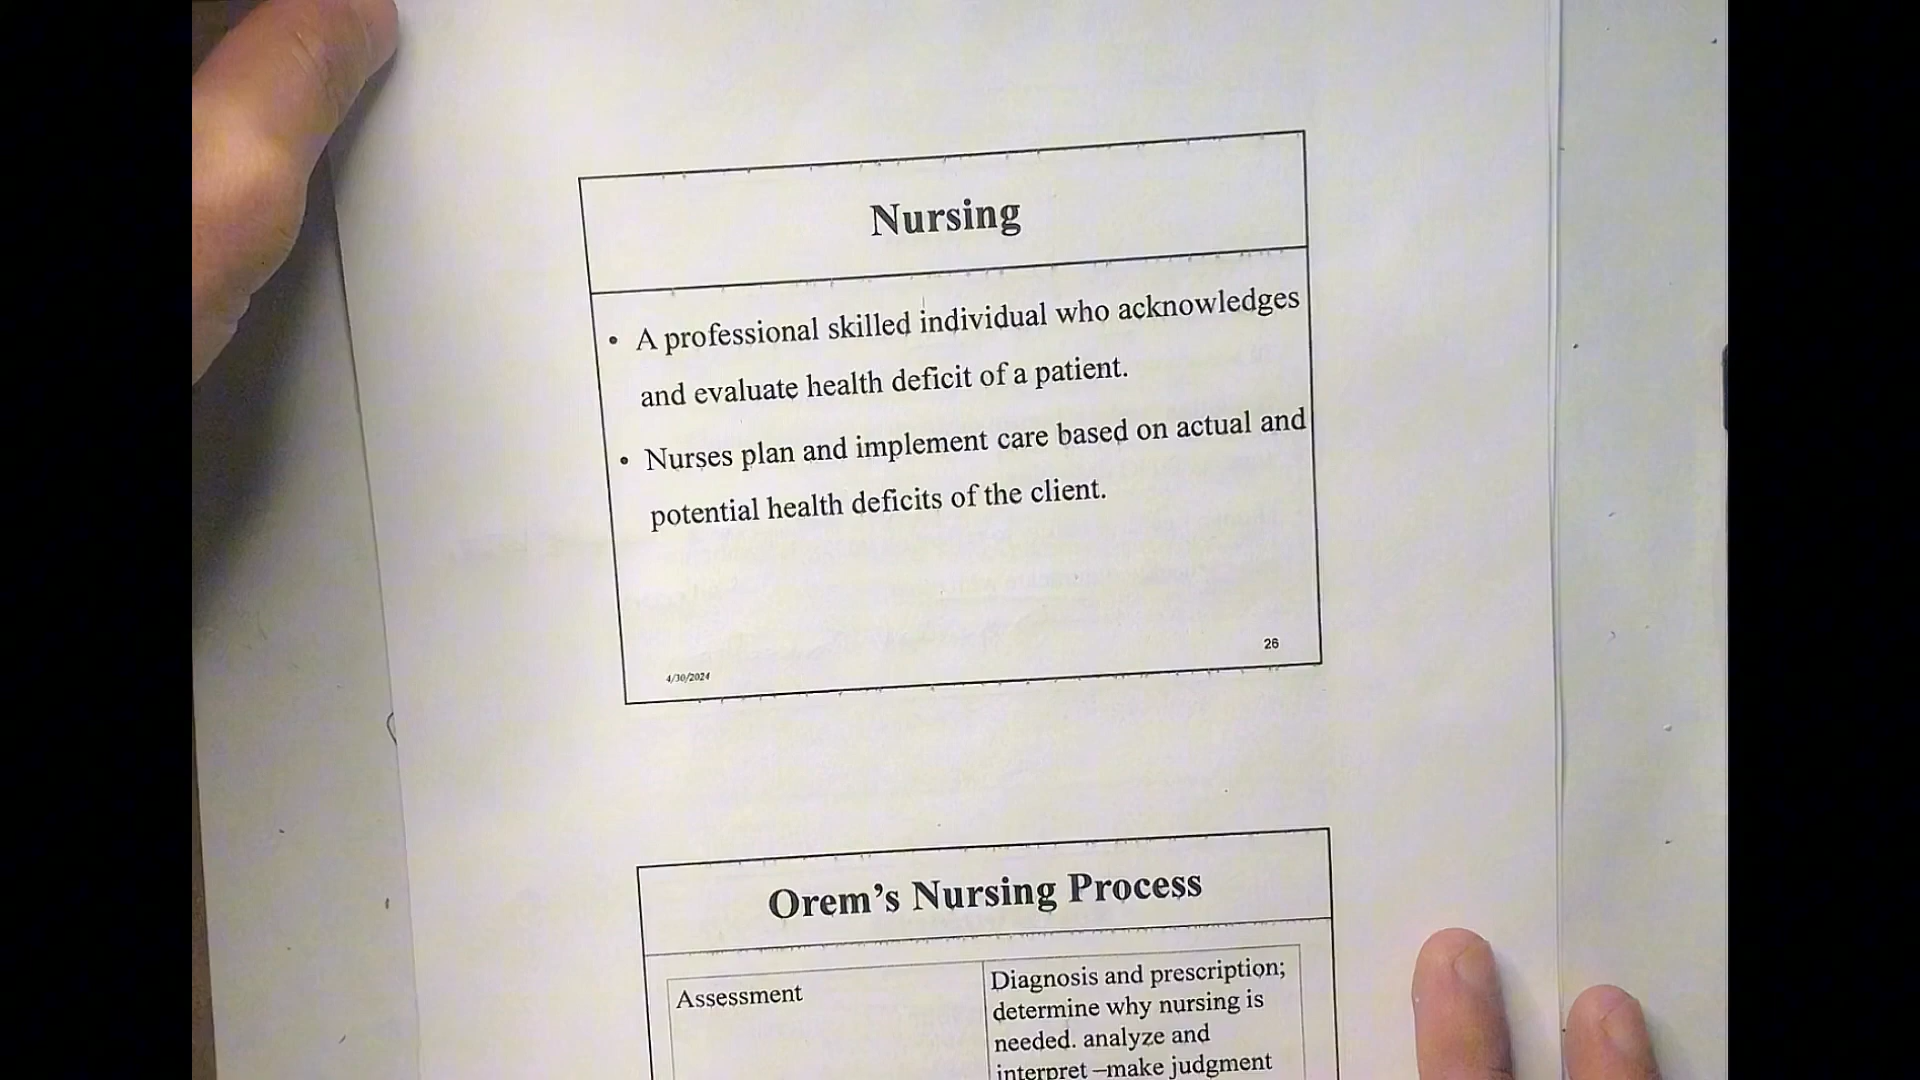 Nursing
• A professional skilled individual who acknowledges
and evaluate health deficit of a patient.
• Nurses plan and implement care based on actual and
potential health deficits of the client.
26
4/30/2024
Orem's Nursing Process
Assessment
Diagnosis and prescription;
determine why nursing is
needed. analyze and
interpret –make judgment